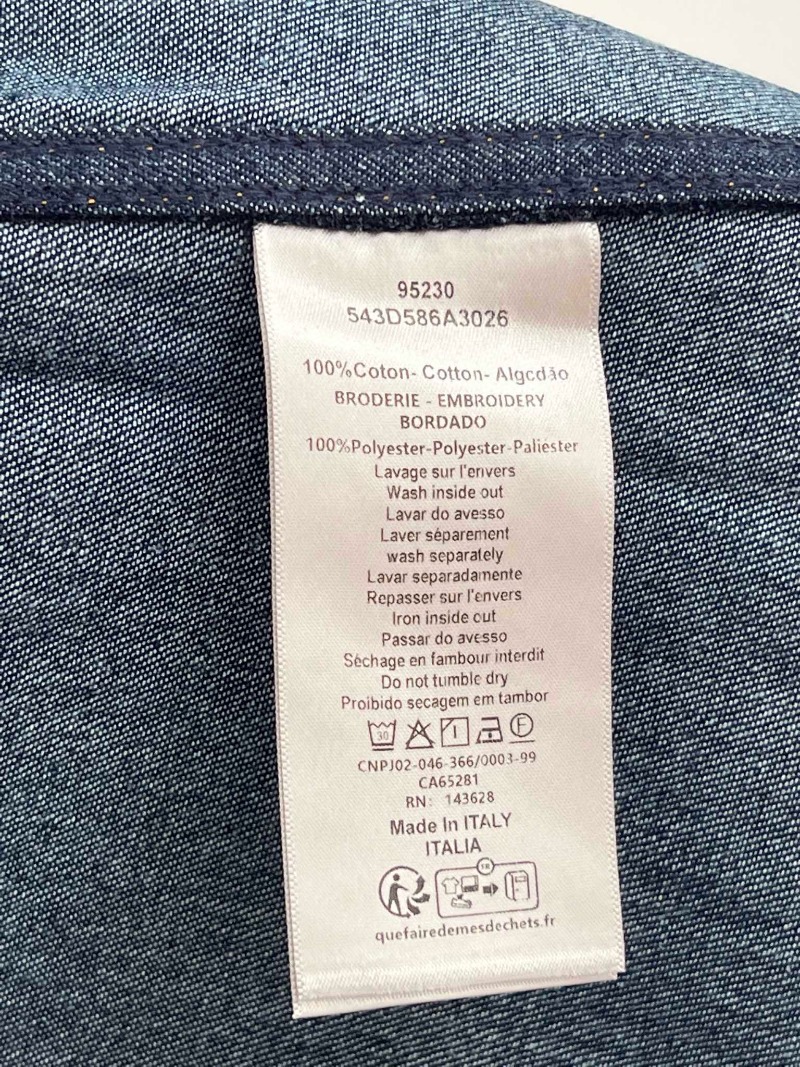 95230
543D586A3026
100%Coton- Cotton- Algcdão
BRODERIE - EMBROIDERY
BORDADO
100%Polyester-Polyester-Paliester
Lavage sur l'envers
Wash inside out
Lavar do avesso
Laver séparement
wash separately
Lavar separadamente
Repasser sur l'envers
Iron inside out
Passar do avesso
Séchage en fambour interdit
Do not tumble dry
Proibido secagem em tambor
30 F
CNPJ02-046-366/0003-99
CA65281
RN: 143628
Made In ITALY
ITALIA
FR
quefairedemesdechets.fr